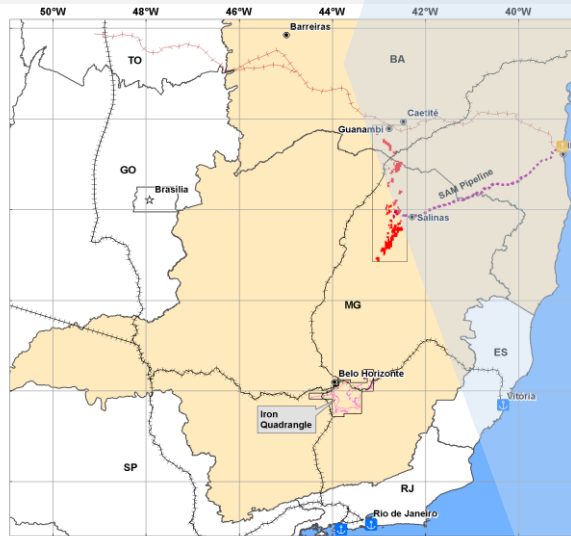 50°W 48°W 46°W 44°W 42°W 40°W
Barreiras
TO
BA
Caetité
Guanambi
GO
Brasília
SAM Pipeline
Salinas
MG
Belo Horizonte
ES
Iron
Quadrangle
Vitória
SP
RJ
Rio de Janeiro